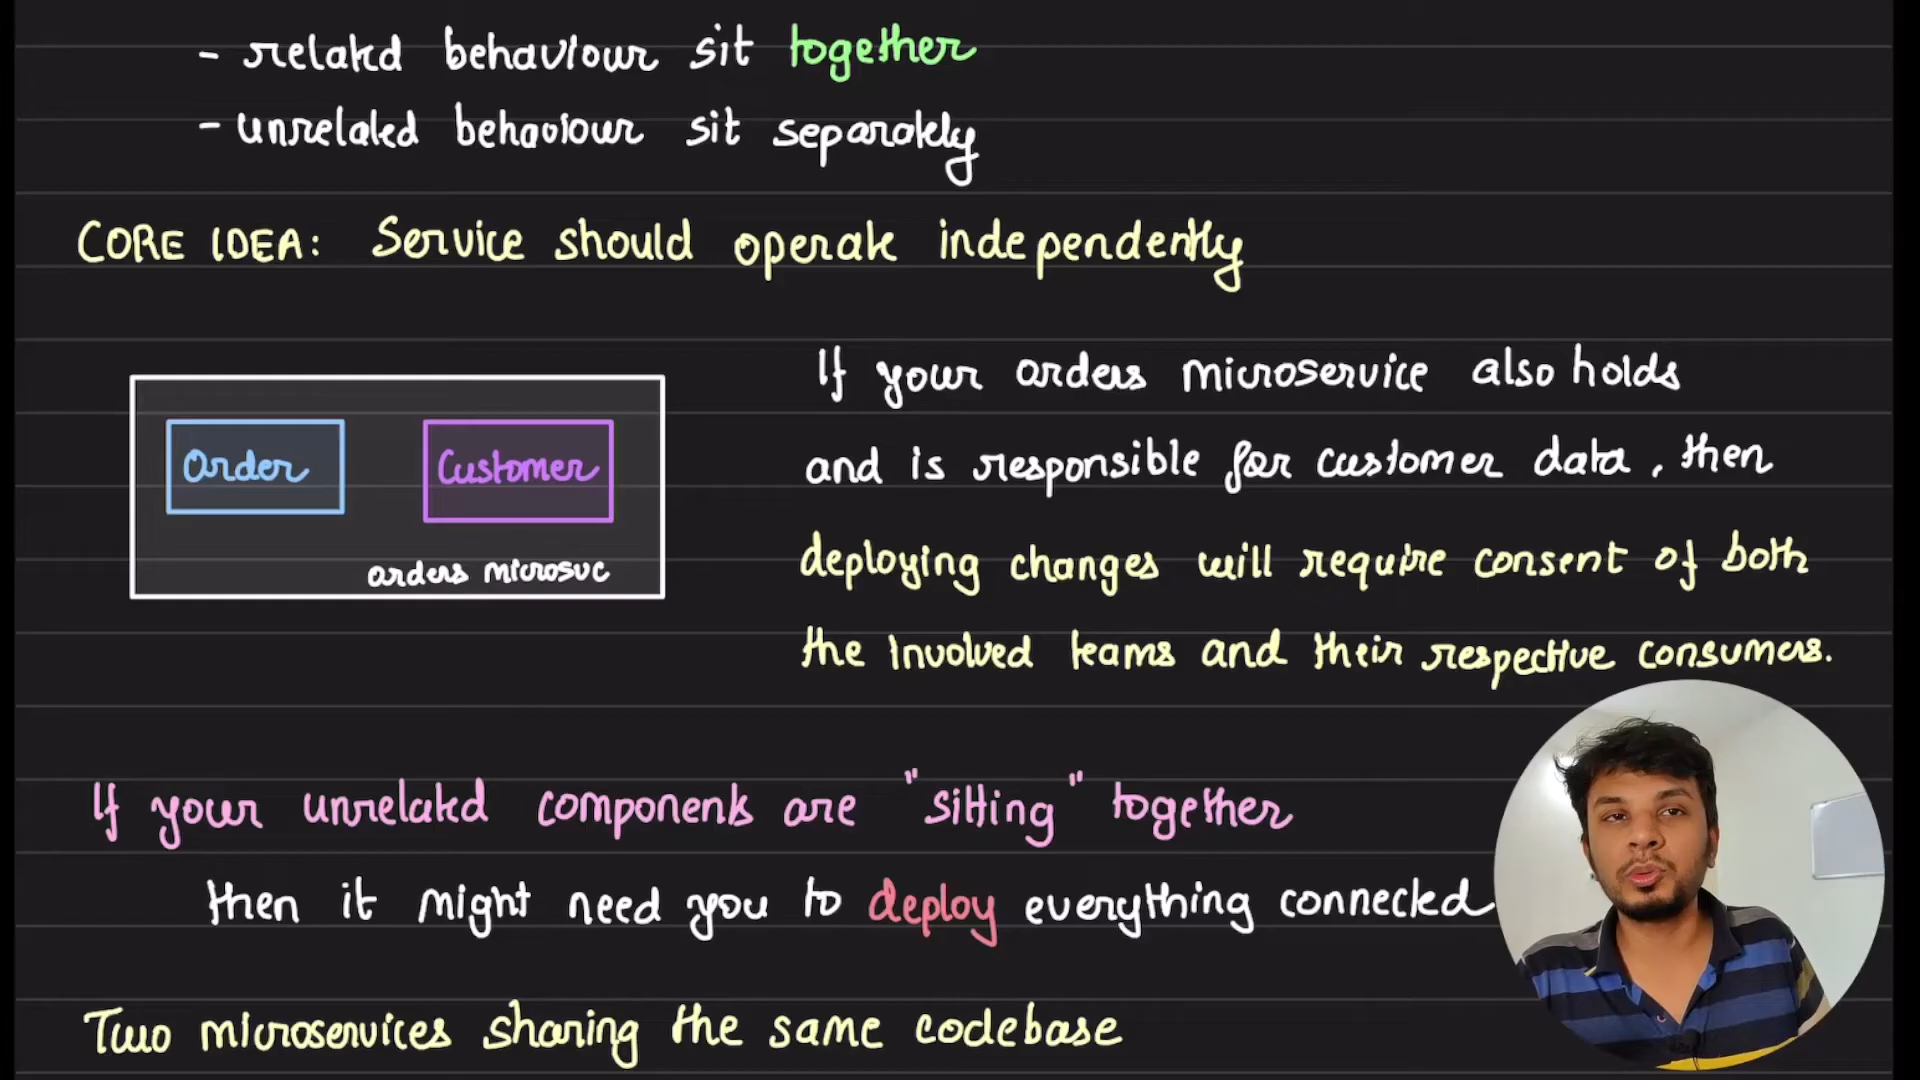 - related behaviour sit together
- unrelated behaviour sit separately
CORE IDEA: Service should operate independently
Order
Customer
orders microsvc
If your orders microservice also holds
and is responsible for customer data, then
deploying changes will require consent of both
the involved teams and their respective consumers.
If your unrelated components are "sitting" together
then it might need you to deploy everything connected
Two microservices sharing the same codebase